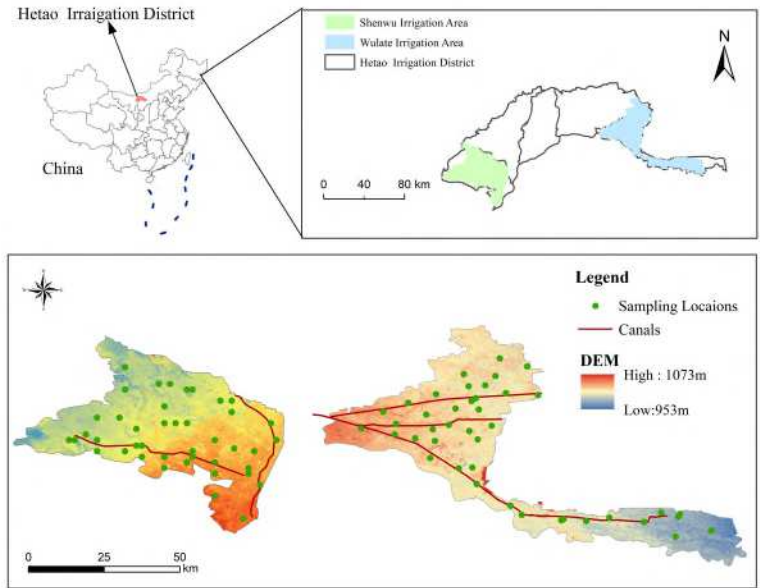 Hetao Irraigation District
China
Shenwu Irrigation Area
Wulate Irrigation Area
Hetao Irrigation District
N
0 40 80 km
Legend
Sampling Locaions
Canals
DEM
High : 1073m
Low:953m
0 25 50
km